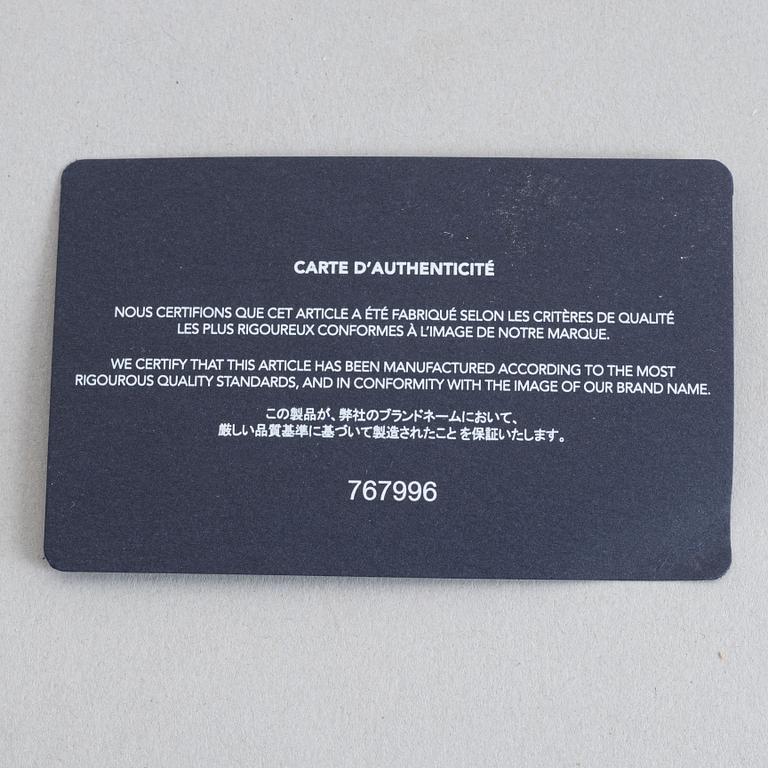 CARTE D'AUTHENTICITÉ
NOUS CERTIFIONS QUE CET ARTICLE A ÉTÉ FABRIQUÉ SELON LES CRITÈRES DE QUALITÉ
LES PLUS RIGOUREUX CONFORMES À L'IMAGE DE NOTRE MARQUE.
WE CERTIFY THAT THIS ARTICLE HAS BEEN MANUFACTURED ACCORDING TO THE MOST
RIGOUROUS QUALITY STANDARDS, AND IN CONFORMITY WITH THE IMAGE OF OUR BRAND NAME.
この製品が、弊社のブランドネームにおいて、
厳しい品質基準に基づいて製造されたことを保証いたします。
767996